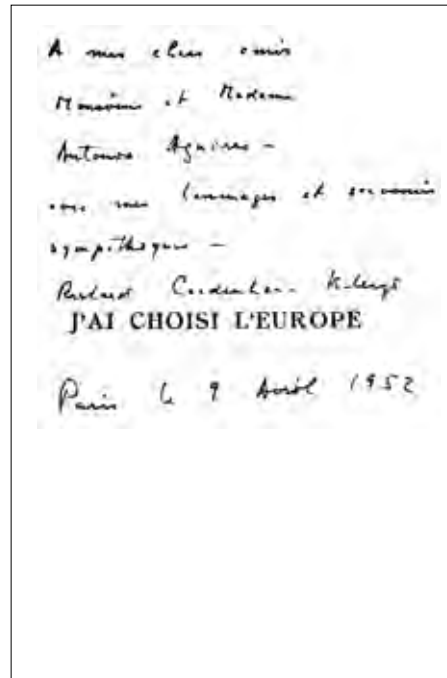 A mes chers amis
Monsieur et Madame
Antonio Aguirre –
avec mes hommages et souvenirs
sympathiques –
Richard Coudenhove-Kalergi
J'AI CHOISI L'EUROPE
Paris le 9 Avril 1952